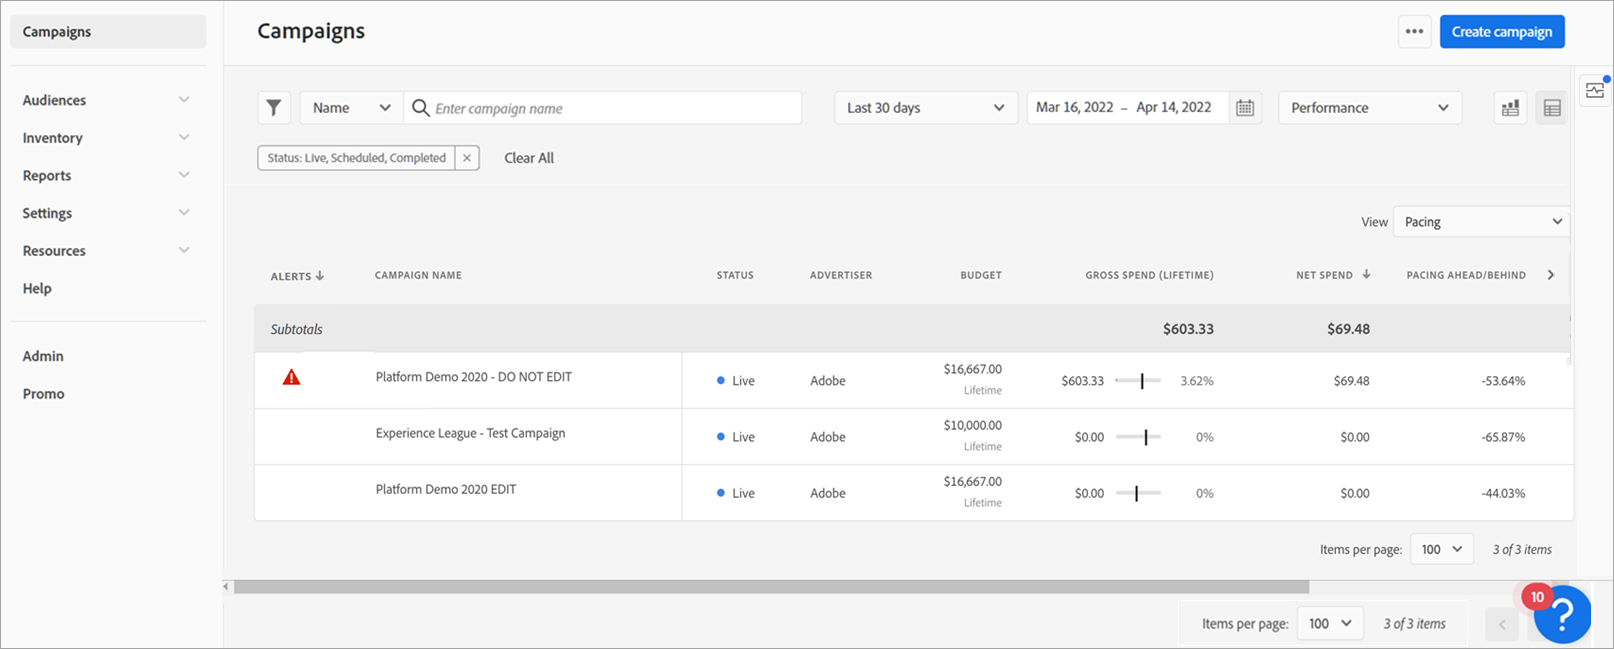 Campaigns
Audiences
Inventory
Reports
Settings
Resources
Help
Admin
Promo
Campaigns
Create campaign
Name
Enter campaign name
Last 30 days
Mar 16, 2022 – Apr 14, 2022
Performance
Status: Live, Scheduled, Completed
Clear All
View Pacing
ALERTS CAMPAIGN NAME STATUS ADVERTISER BUDGET GROSS SPEND (LIFETIME) NET SPEND PACING AHEAD/BEHIND
Subtotals $603.33 $69.48
Platform Demo 2020 - DO NOT EDIT Live Adobe $16,667.00 Lifetime $603.33 3.62% $69.48 -53.64%
Experience League - Test Campaign Live Adobe $10,000.00 Lifetime $0.00 0% $0.00 -65.87%
Platform Demo 2020 EDIT Live Adobe $16,667.00 Lifetime $0.00 0% $0.00 -44.03%
Items per page: 100 3 of 3 items
Items per page: 100 3 of 3 items
10
?